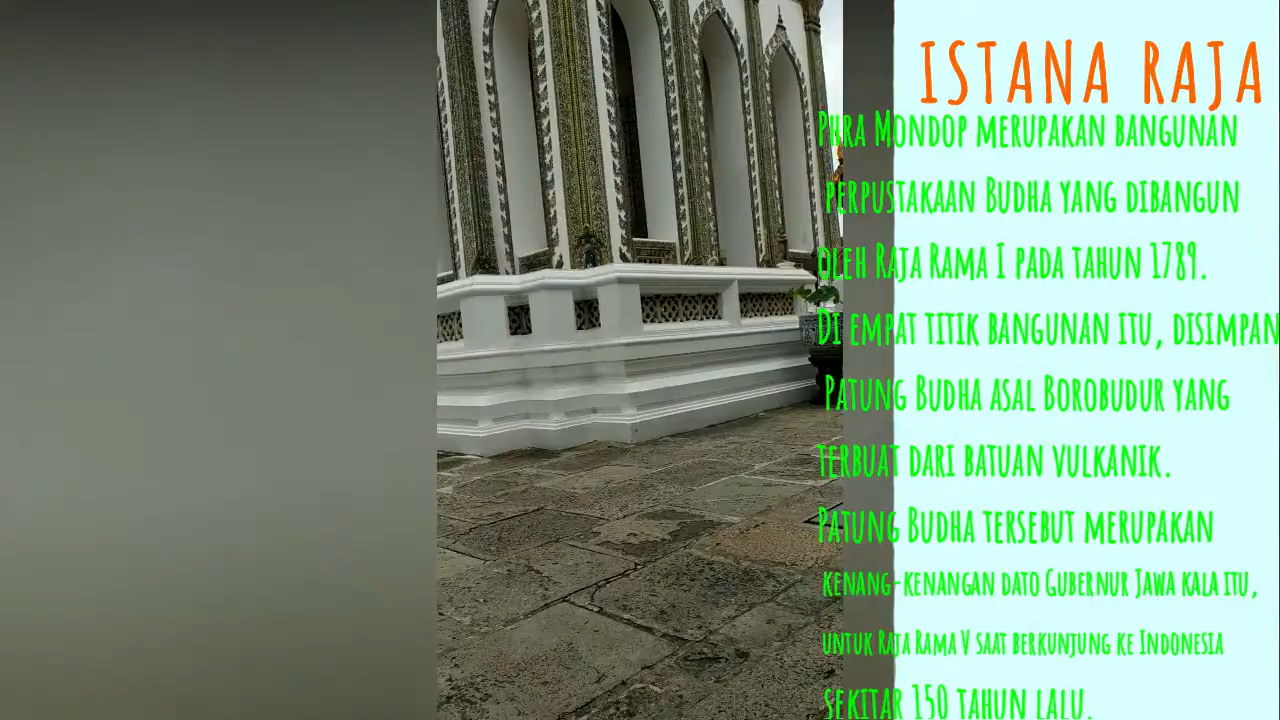 ISTANA RAJA
Phra Mondop merupakan bangunan
perpustakaan Budha yang dibangun
oleh Raja Rama I pada tahun 1789.
Di empat titik bangunan itu, disimpan
Patung Budha asal Borobudur yang
terbuat dari batuan vulkanik.
Patung Budha tersebut merupakan
kenang-kenangan dato Gubernur Jawa kala itu,
untuk Raja Rama V saat berkunjung ke Indonesia
sekitar 150 tahun lalu.